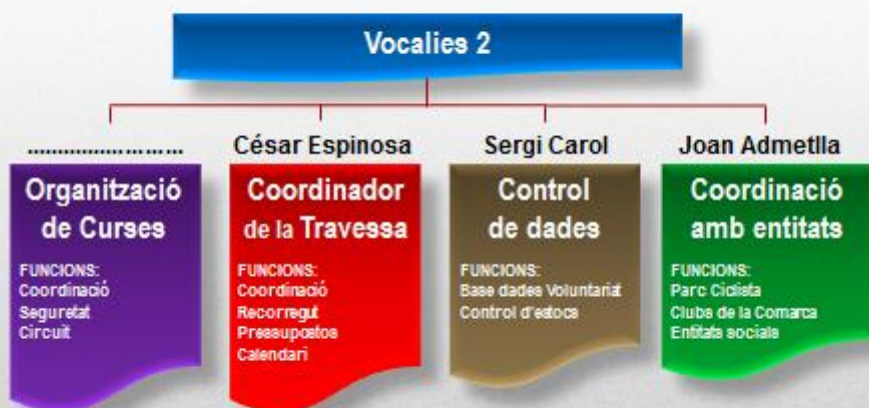 Vocalies 2
..........................
Organització
de Curses
FUNCIONS:
Coordinació
Seguretat
Circuit
César Espinosa
Coordinador
de la Travessa
FUNCIONS:
Coordinació
Recorregut
Pressupostos
Calendari
Sergi Carol
Control
de dades
FUNCIONS:
Base dades Voluntariat
Control d'estocs
Joan Admetlla
Coordinació
amb entitats
FUNCIONS:
Parc Ciclista
Clubs de la Comarca
Entitats socials